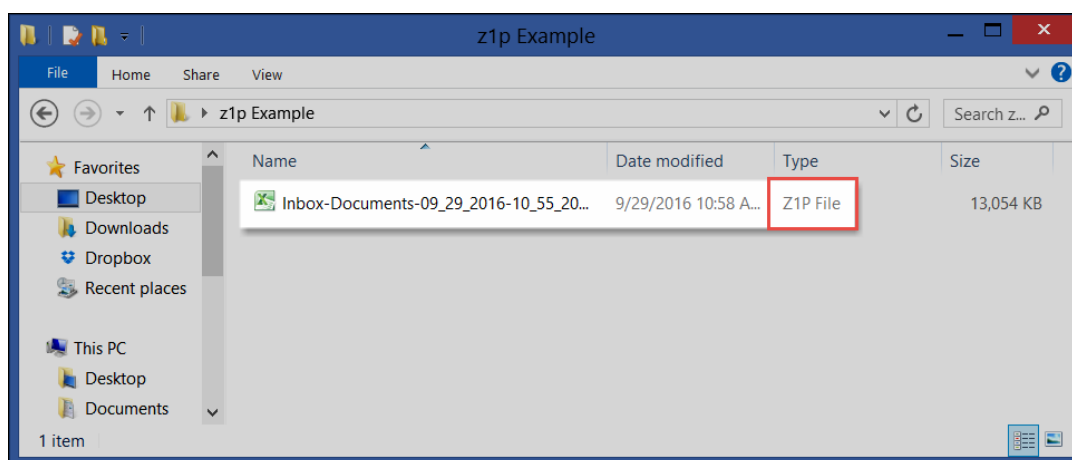 z1p Example
File Home Share View
z1p Example Search z...
Favorites Name Date modified Type Size
Desktop Inbox-Documents-09_29_2016-10_55_20... 9/29/2016 10:58 A... Z1P File 13,054 KB
Downloads
Dropbox
Recent places
This PC
Desktop
Documents
1 item